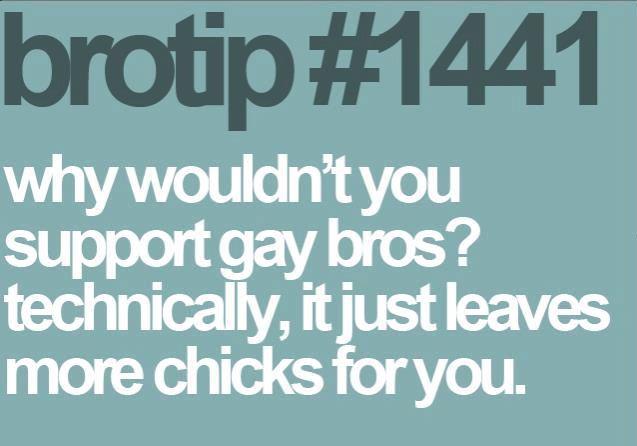 brotip #1441
why wouldn't you
support gay bros?
technically, it just leaves
more chicks for you.